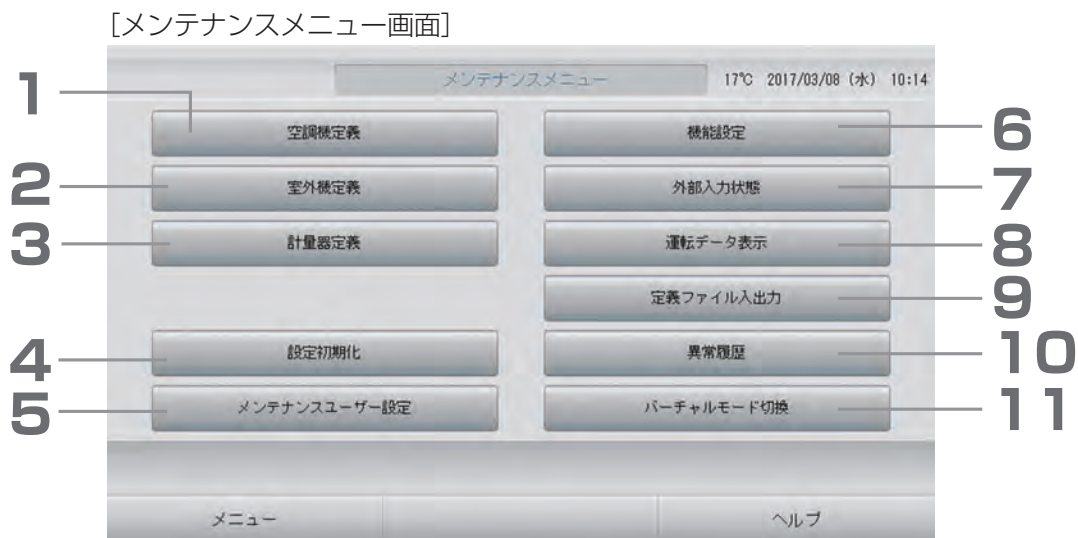 [メンテナンスメニュー画面]
メンテナンスメニュー 17℃ 2017/03/08 (水) 10:14
1 空調機定義 機能設定 6
2 室外機定義 外部入力状態 7
3 計量器定義 運転データ表示 8
定義ファイル入出力 9
4 設定初期化 異常履歴 10
5 メンテナンスユーザー設定 バーチャルモード切換 11
メニュー ヘルプ